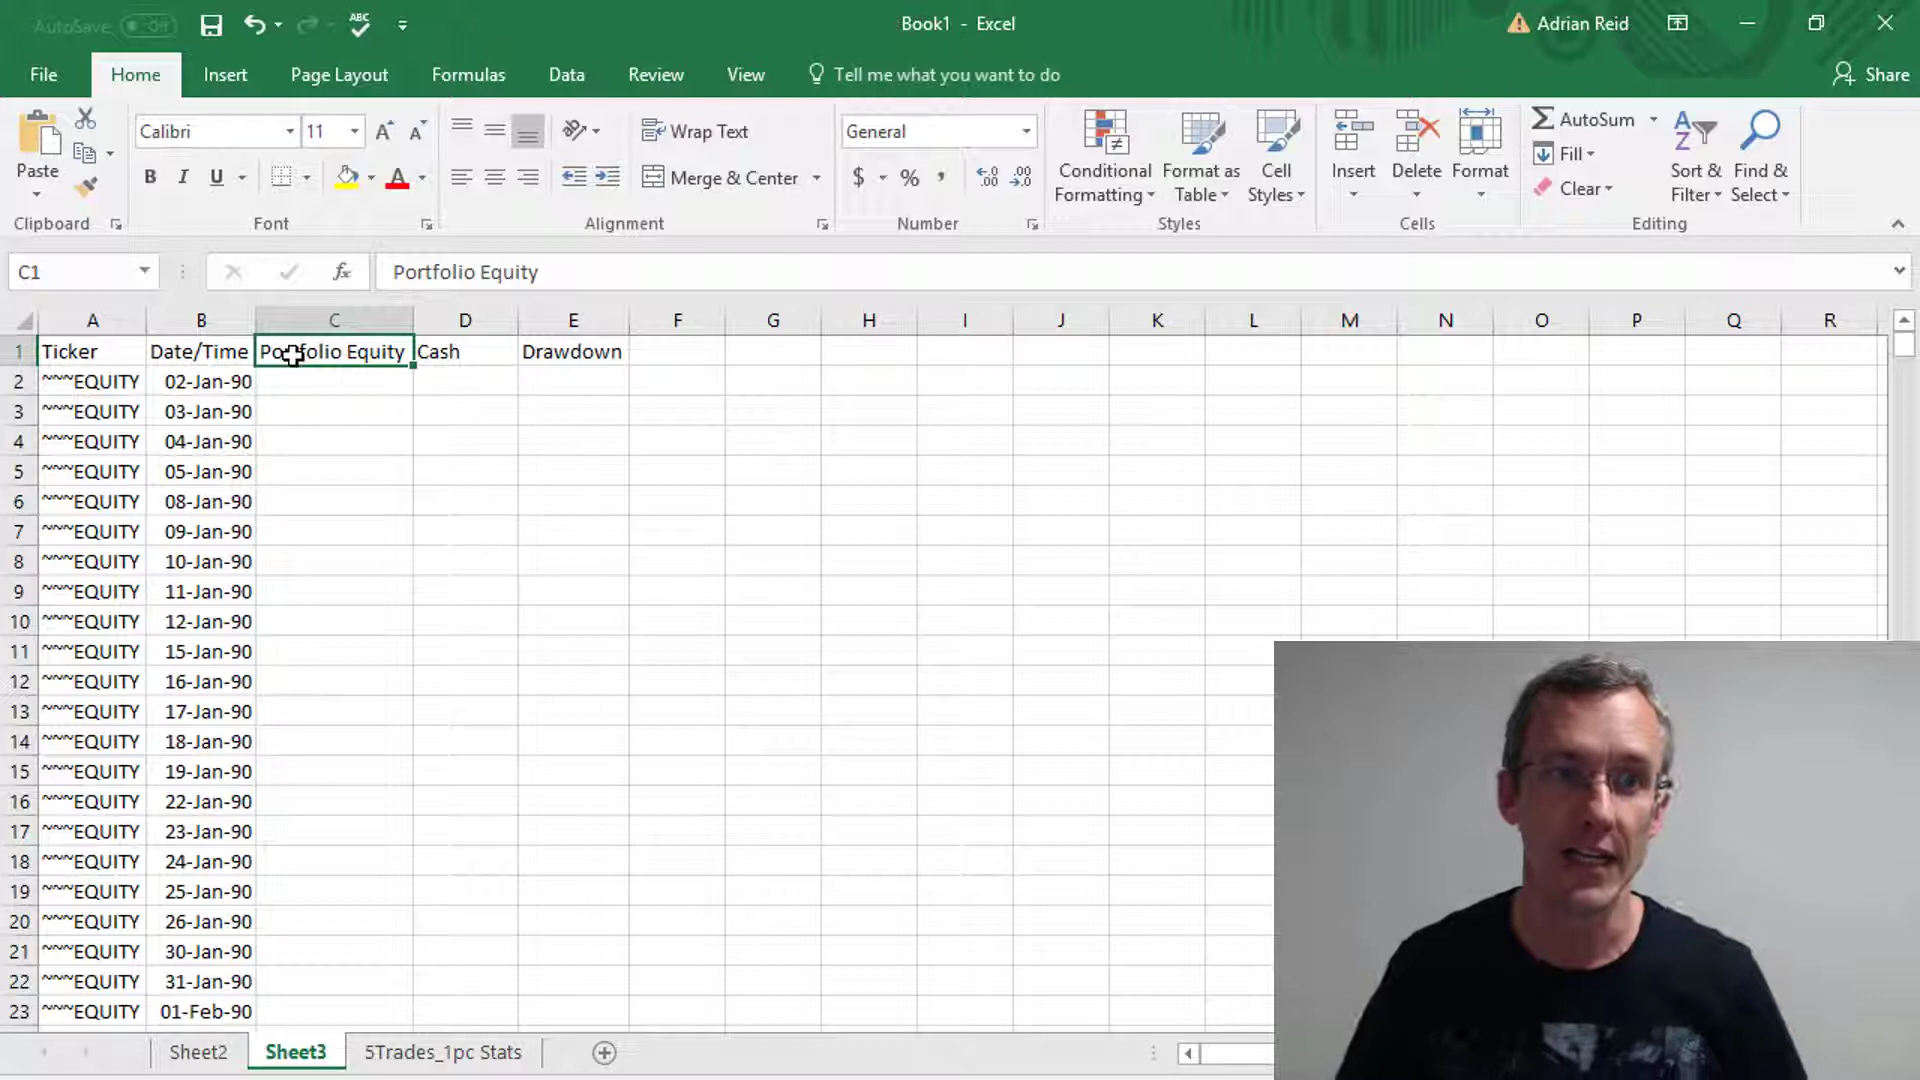 AutoSave Off
ABC
Book1 - Excel
Adrian Reid
File Home Insert Page Layout Formulas Data Review View Tell me what you want to do
Share
Calibri 11 A A
Wrap Text
General
AutoSum
Fill
Clear
Paste
B I U A
Merge & Center
$ % , .00 .00
Conditional Formatting
Format as Table
Cell Styles
Insert Delete Format
Sort & Filter
Find & Select
Clipboard Font Alignment Number Styles Cells Editing
C1 fx Portfolio Equity
A B C D E F G H I J K L M N O P Q R
1 Ticker Date/Time Portfolio Equity Cash Drawdown
2 ~~~EQUITY 02-Jan-90
3 ~~~EQUITY 03-Jan-90
4 ~~~EQUITY 04-Jan-90
5 ~~~EQUITY 05-Jan-90
6 ~~~EQUITY 08-Jan-90
7 ~~~EQUITY 09-Jan-90
8 ~~~EQUITY 10-Jan-90
9 ~~~EQUITY 11-Jan-90
10 ~~~EQUITY 12-Jan-90
11 ~~~EQUITY 15-Jan-90
12 ~~~EQUITY 16-Jan-90
13 ~~~EQUITY 17-Jan-90
14 ~~~EQUITY 18-Jan-90
15 ~~~EQUITY 19-Jan-90
16 ~~~EQUITY 22-Jan-90
17 ~~~EQUITY 23-Jan-90
18 ~~~EQUITY 24-Jan-90
19 ~~~EQUITY 25-Jan-90
20 ~~~EQUITY 26-Jan-90
21 ~~~EQUITY 30-Jan-90
22 ~~~EQUITY 31-Jan-90
23 ~~~EQUITY 01-Feb-90
Sheet2 Sheet3 5Trades_1pc Stats